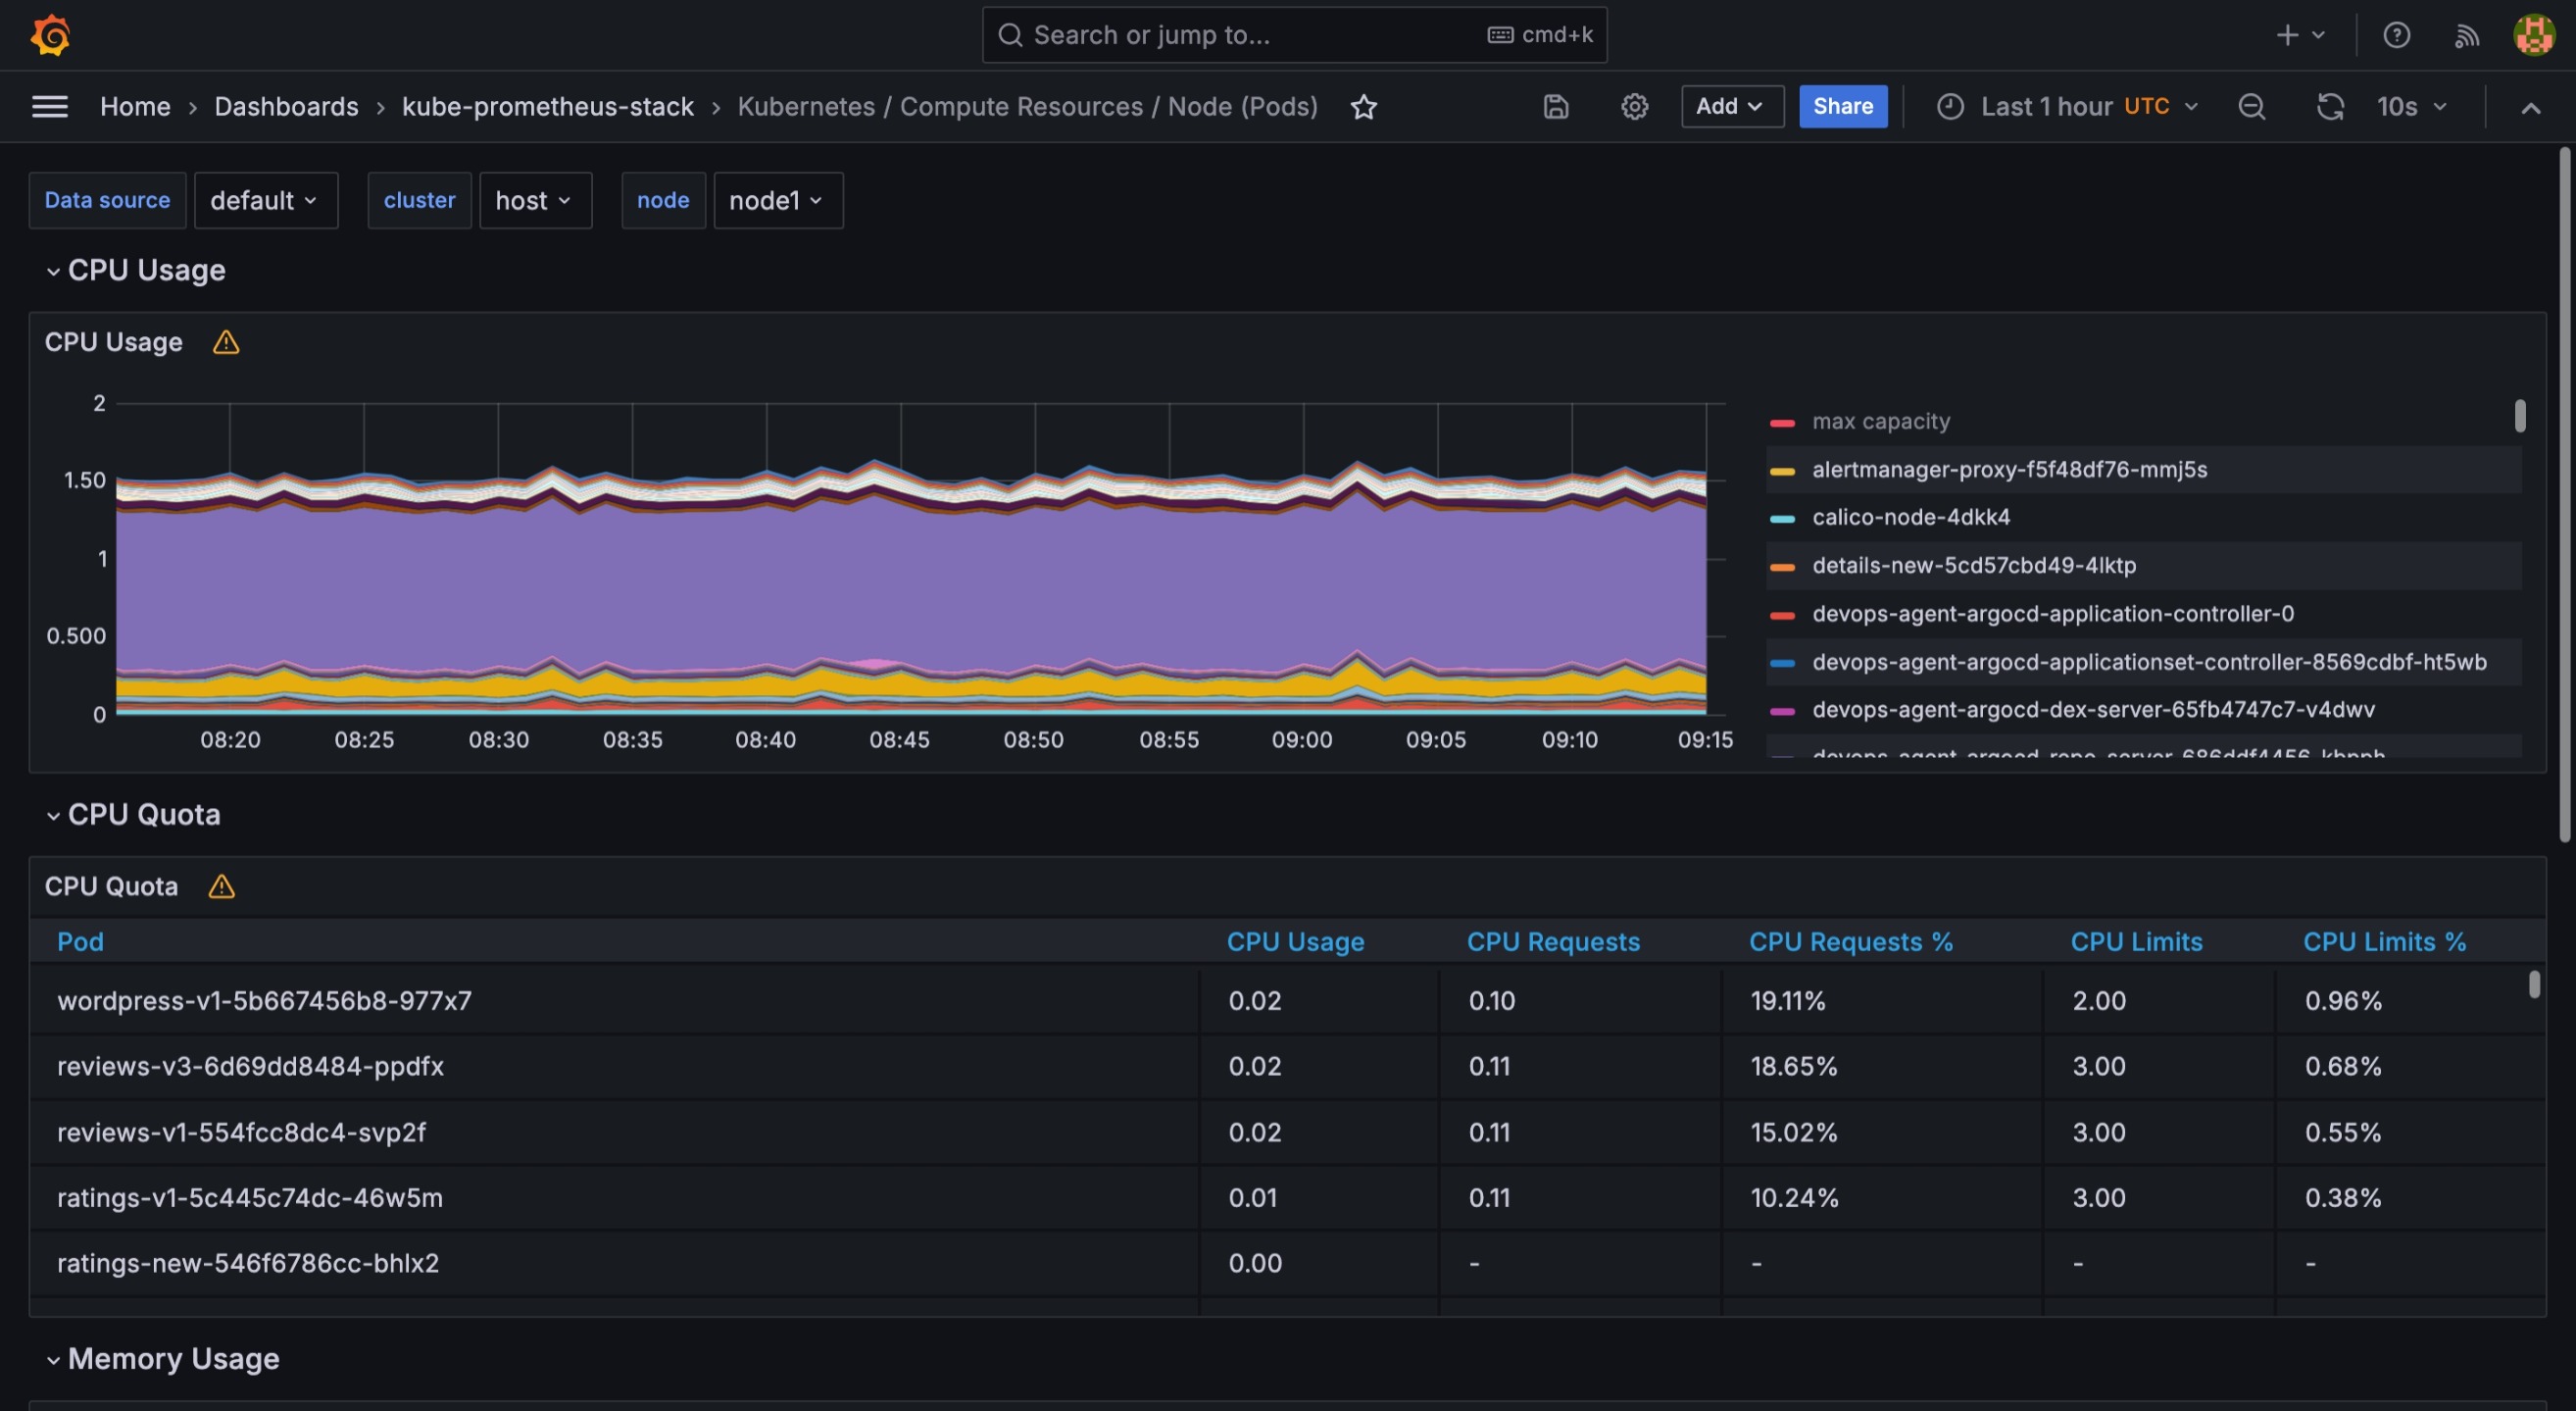 Search or jump to... cmd+k
Home › Dashboards › kube-prometheus-stack › Kubernetes / Compute Resources / Node (Pods) Add Share Last 1 hour UTC 10s
Data source default cluster host node node1
CPU Usage
CPU Usage
2
1.50
1
0.500
0
08:20 08:25 08:30 08:35 08:40 08:45 08:50 08:55 09:00 09:05 09:10 09:15
max capacity
alertmanager-proxy-f5f48df76-mmj5s
calico-node-4dkk4
details-new-5cd57cbd49-4lktp
devops-agent-argocd-application-controller-0
devops-agent-argocd-applicationset-controller-8569cdbf-ht5wb
devops-agent-argocd-dex-server-65fb4747c7-v4dwv
CPU Quota
CPU Quota
Pod CPU Usage CPU Requests CPU Requests % CPU Limits CPU Limits %
wordpress-v1-5b667456b8-977x7 0.02 0.10 19.11% 2.00 0.96%
reviews-v3-6d69dd8484-ppdfx 0.02 0.11 18.65% 3.00 0.68%
reviews-v1-554fcc8dc4-svp2f 0.02 0.11 15.02% 3.00 0.55%
ratings-v1-5c445c74dc-46w5m 0.01 0.11 10.24% 3.00 0.38%
ratings-new-546f6786cc-bhlx2 0.00 - - - -
Memory Usage